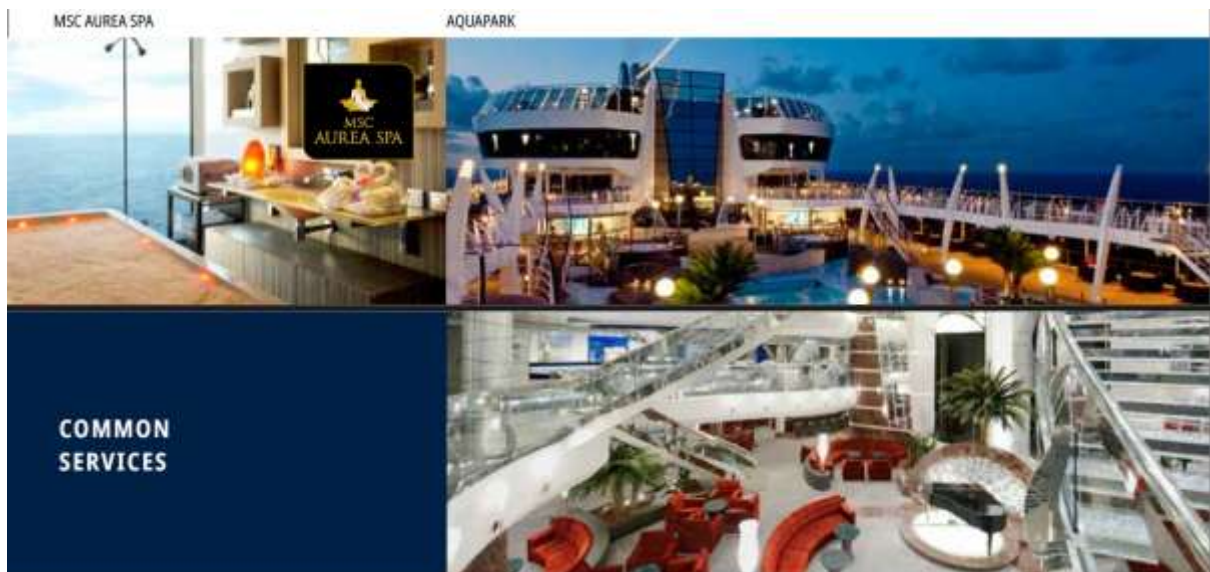 MSC AUREA SPA
AQUAPARK
MSC
AUREA SPA
COMMON
SERVICES